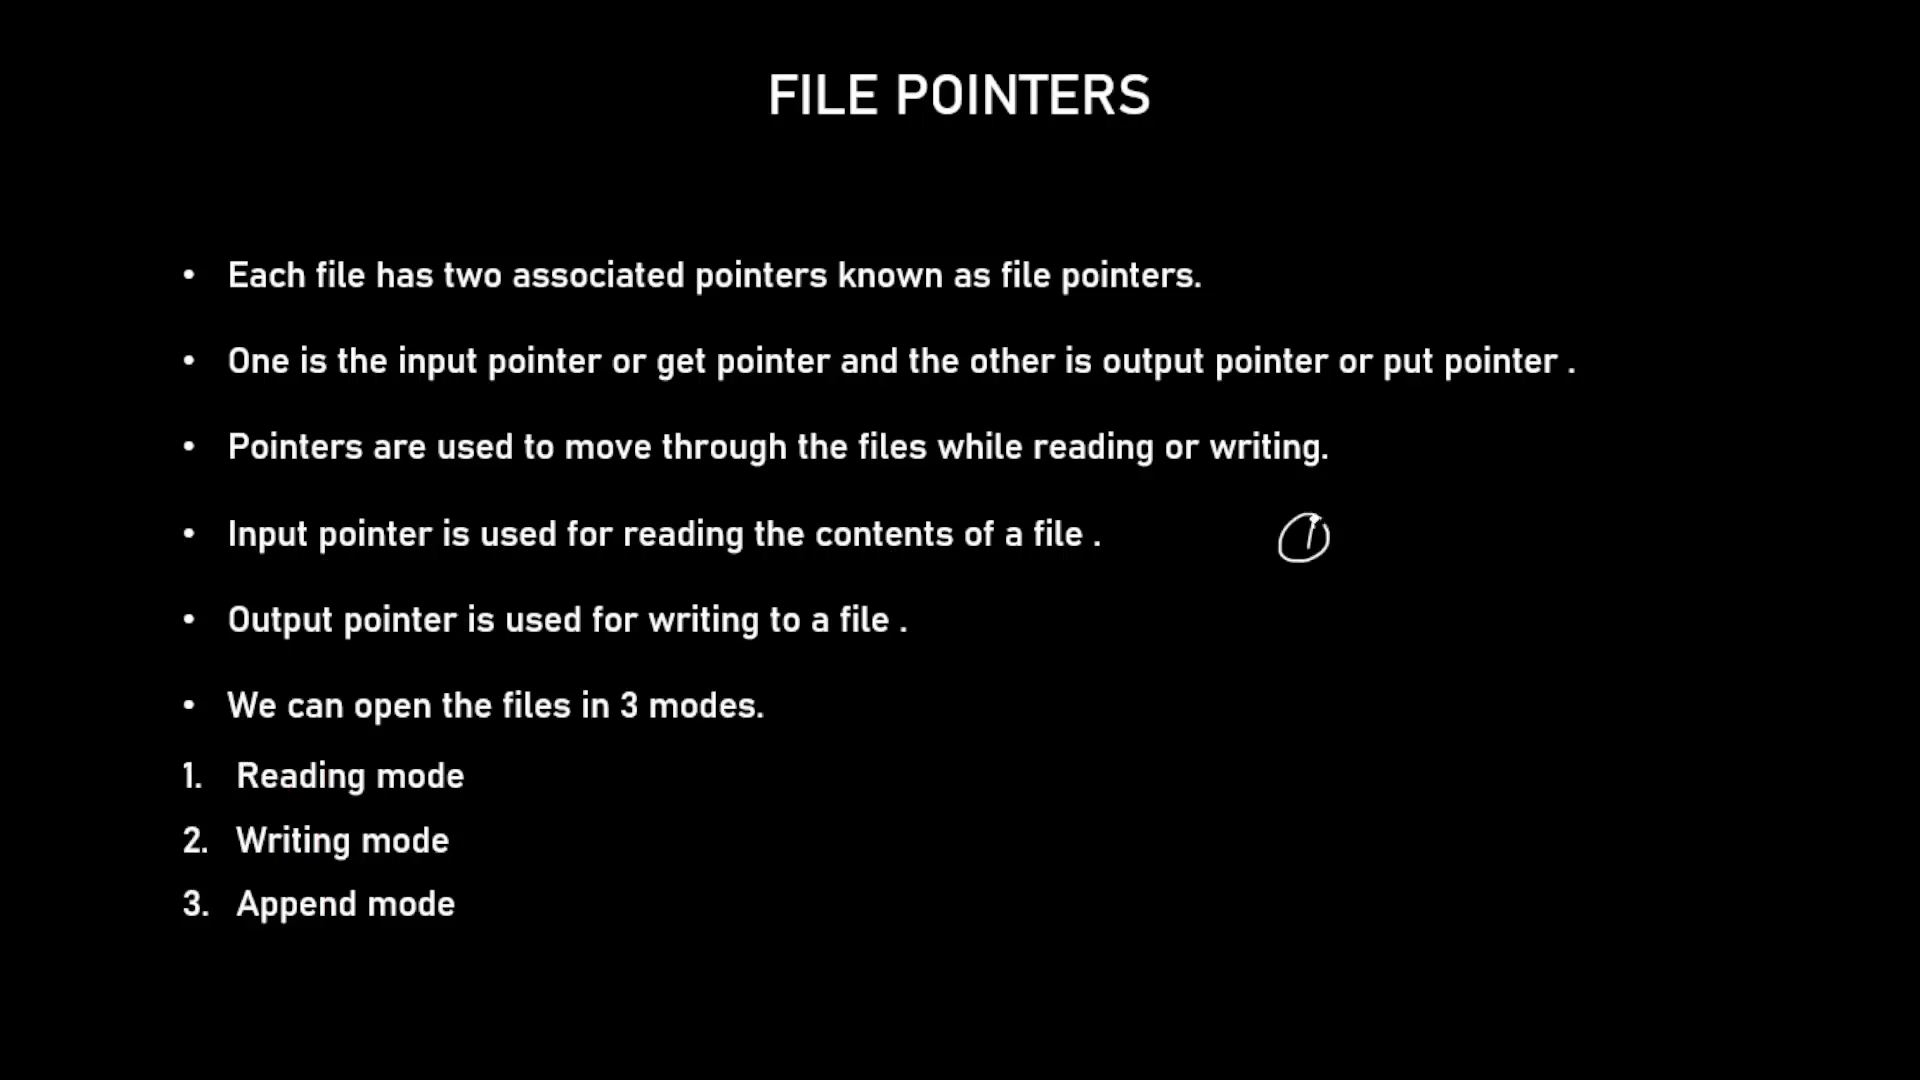 FILE POINTERS
• Each file has two associated pointers known as file pointers.
• One is the input pointer or get pointer and the other is output pointer or put pointer .
• Pointers are used to move through the files while reading or writing.
• Input pointer is used for reading the contents of a file .
• Output pointer is used for writing to a file .
• We can open the files in 3 modes.
1. Reading mode
2. Writing mode
3. Append mode